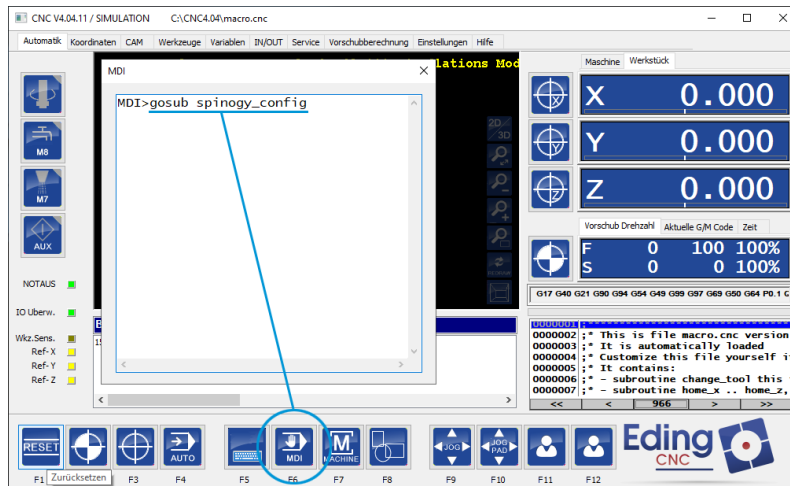 CNC V4.04.11 / SIMULATION C:\CNC4.04\macro.cnc
Automatik Koordinaten CAM Werkzeuge Variablen IN/OUT Service Vorschubberechnung Einstellungen Hilfe
MDI
MDI>gosub spinogy_config
lations Mod
2D
3D
M8
M7
AUX
NOTAUS
IO Uberw.
Wkz.Sens.
Ref-X
Ref-Y
Ref-Z
Maschine Werkstück
X 0.000
Y 0.000
Z 0.000
Vorschub Drehzahl Aktuelle G/M Code Zeit
F 0 100 100%
S 0 0 100%
G17 G40 G21 G90 G94 G54 G49 G99 G97 G69 G50 G64 P0.1
0000001
0000002 ;* This is file macro.cnc version
0000003 ;* It is automatically loaded
0000004 ;* Customize this file yourself i
0000005 ;* It contains:
0000006 ;* - subroutine change_tool this
0000007 ;* - subroutine home_x .. home_z,
<< < 966 > >>
RESET
AUTO
MDI
MACHINE
JOG
JOG PAD
F1 F3 F4 F5 F6 F7 F8 F9 F10 F11 F12
Zurücksetzen
Eding
CNC